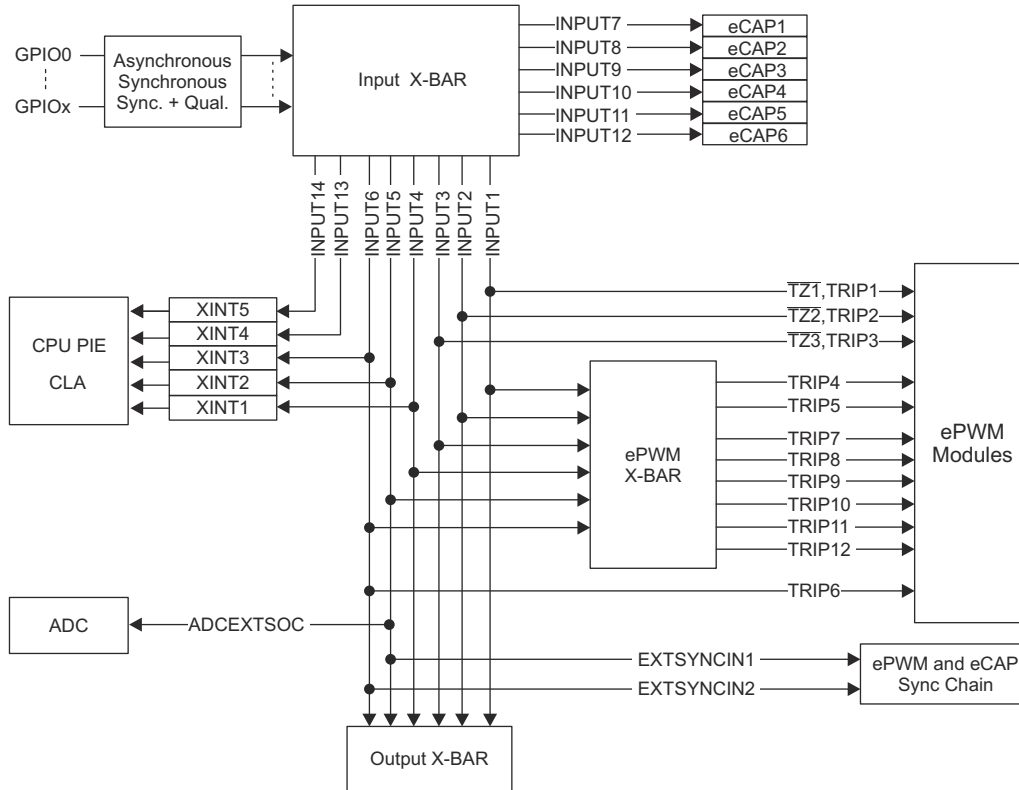 GPIO0
GPIOx
Asynchronous
Synchronous
Sync. + Qual.
Input X-BAR
INPUT7
INPUT8
INPUT9
INPUT10
INPUT11
INPUT12
eCAP1
eCAP2
eCAP3
eCAP4
eCAP5
eCAP6
INPUT14
INPUT13
INPUT6
INPUT5
INPUT4
INPUT3
INPUT2
INPUT1
CPU PIE
CLA
XINT5
XINT4
XINT3
XINT2
XINT1
TZ1,TRIP1
TZ2,TRIP2
TZ3,TRIP3
ePWM
X-BAR
TRIP4
TRIP5
TRIP7
TRIP8
TRIP9
TRIP10
TRIP11
TRIP12
TRIP6
ePWM
Modules
ADC
ADCEXTSOC
EXTSYNCIN1
EXTSYNCIN2
ePWM and eCAP
Sync Chain
Output X-BAR